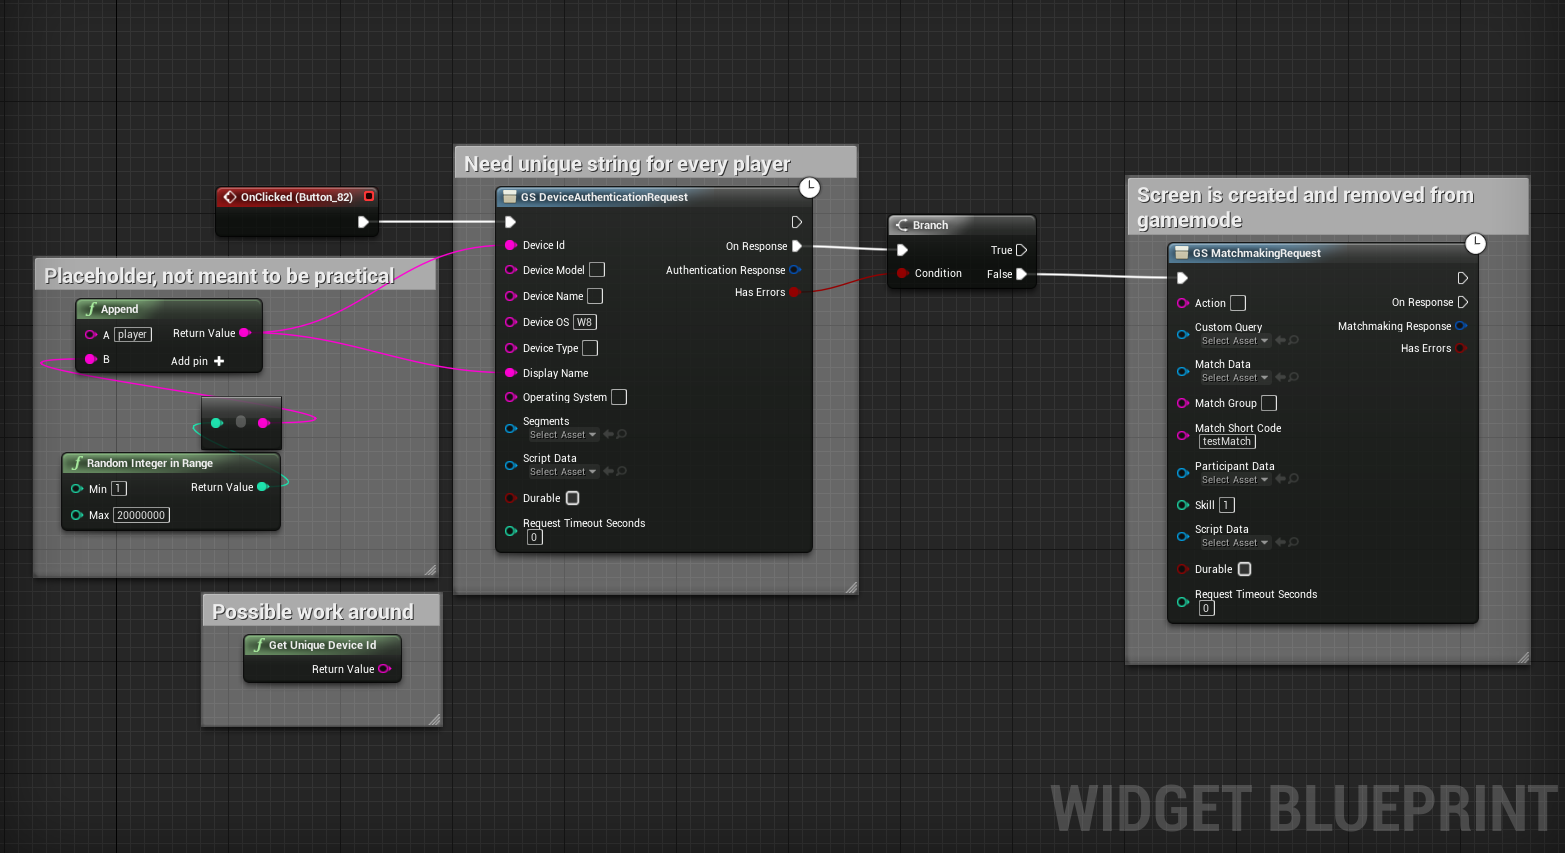 OnClicked (Button_82)
Placeholder, not meant to be practical
Append
A player Return Value
B Add pin
Random Integer in Range
Min 1 Return Value
Max 20000000
Possible work around
Get Unique Device Id
Return Value
Need unique string for every player
GS DeviceAuthenticationRequest
Device Id On Response
Device Model Authentication Response
Device Name Has Errors
Device OS W8
Device Type
Display Name
Operating System
Segments
Select Asset
Script Data
Select Asset
Durable
Request Timeout Seconds
0
Branch
True
Condition False
Screen is created and removed from
gamemode
GS MatchmakingRequest
Action On Response
Custom Query Matchmaking Response
Select Asset Has Errors
Match Data
Select Asset
Match Group
Match Short Code
testMatch
Participant Data
Select Asset
Skill 1
Script Data
Select Asset
Durable
Request Timeout Seconds
0
WIDGET BLUEPRINT